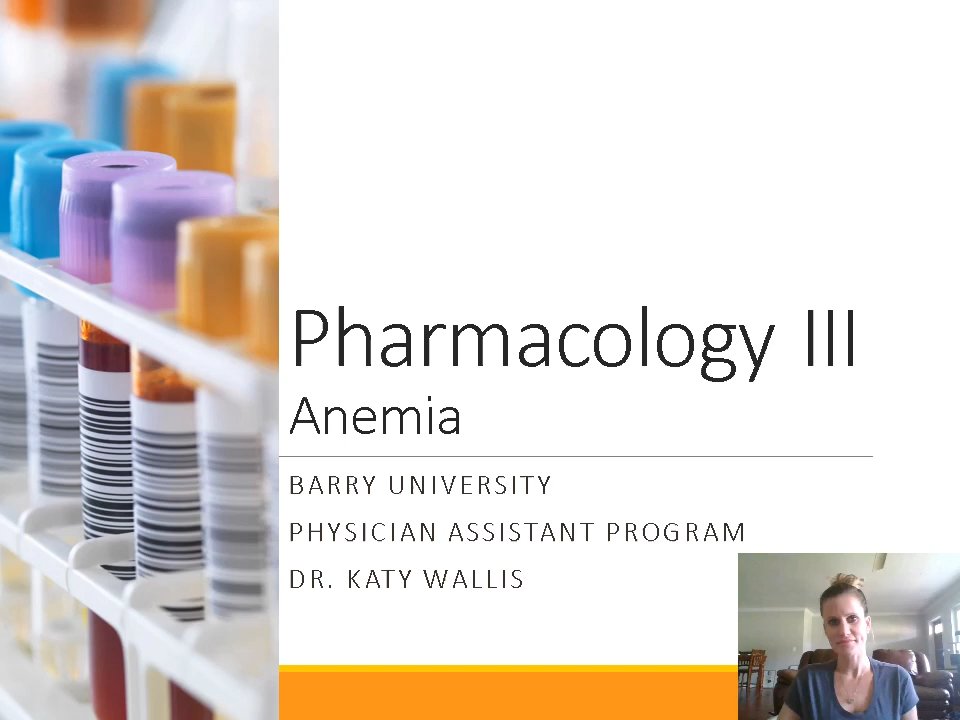 Pharmacology III
Anemia
BARRY UNIVERSITY
PHYSICIAN ASSISTANT PROGRAM
DR. KATY WALLIS